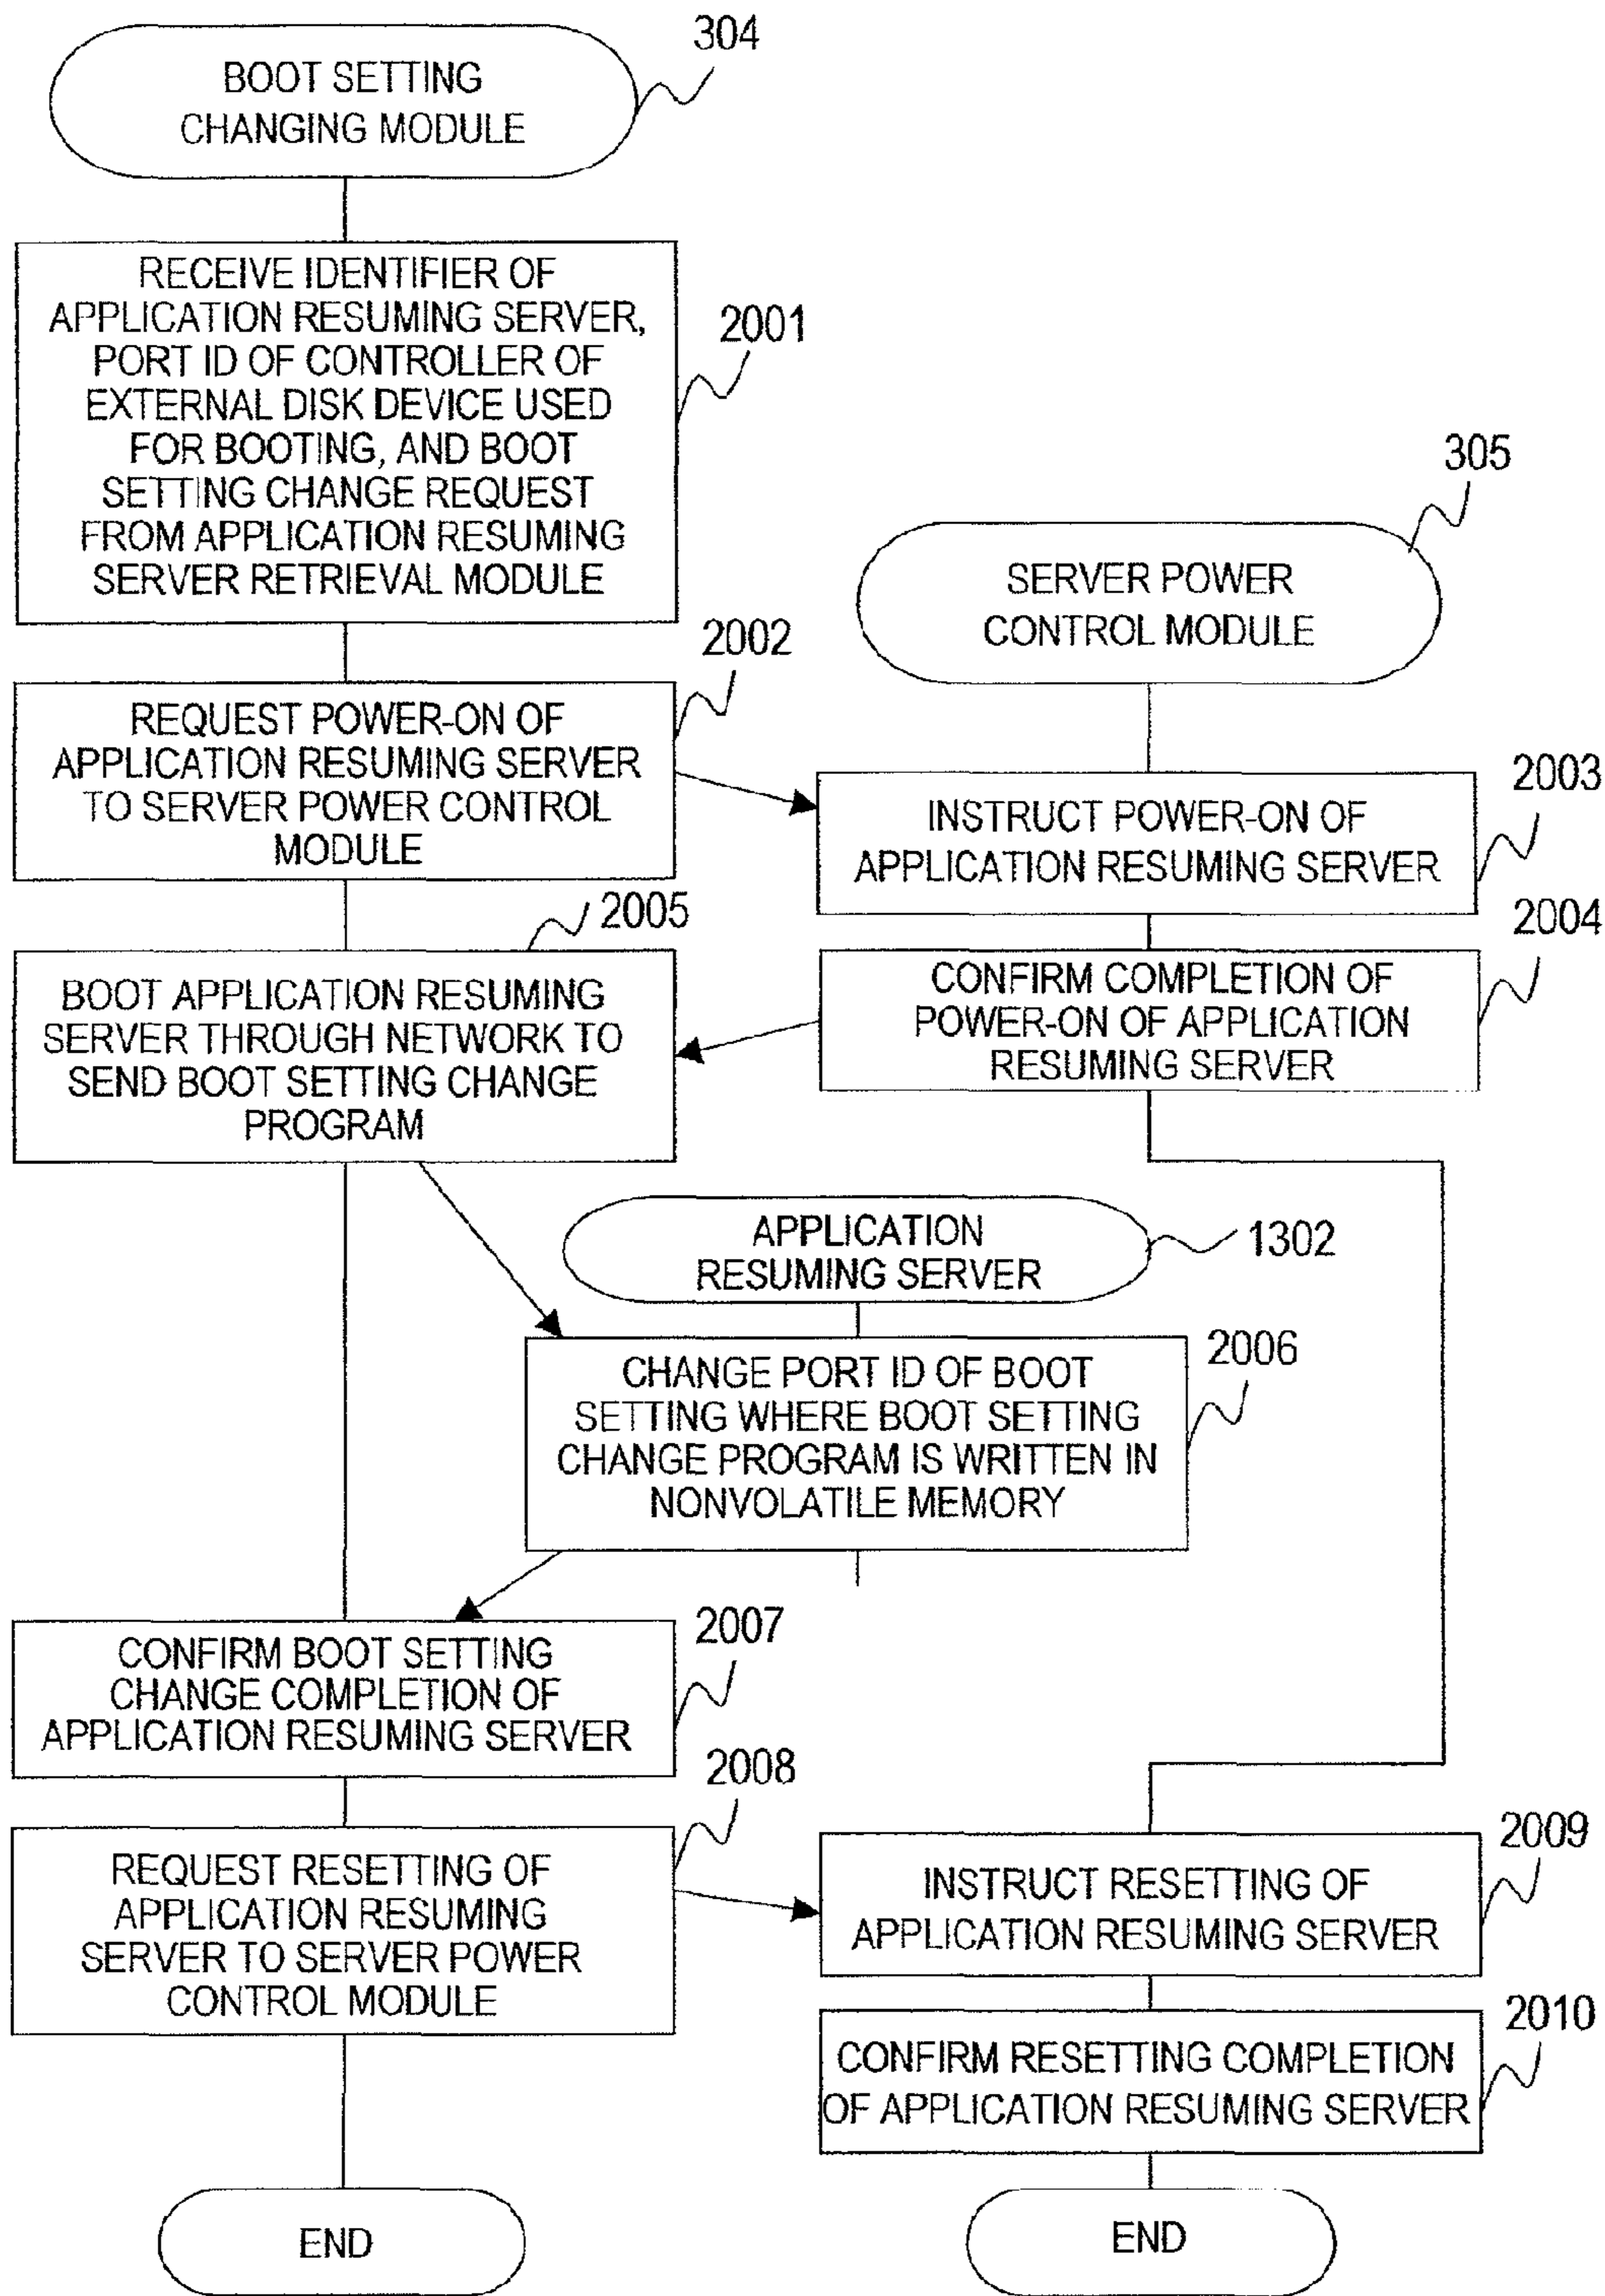 304
BOOT SETTING
CHANGING MODULE
RECEIVE IDENTIFIER OF
APPLICATION RESUMING SERVER,
PORT ID OF CONTROLLER OF
EXTERNAL DISK DEVICE USED
FOR BOOTING, AND BOOT
SETTING CHANGE REQUEST
FROM APPLICATION RESUMING
SERVER RETRIEVAL MODULE
2001
305
SERVER POWER
CONTROL MODULE
2002
REQUEST POWER-ON OF
APPLICATION RESUMING SERVER
TO SERVER POWER CONTROL
MODULE
2003
INSTRUCT POWER-ON OF
APPLICATION RESUMING SERVER
2004
CONFIRM COMPLETION OF
POWER-ON OF APPLICATION
RESUMING SERVER
2005
BOOT APPLICATION RESUMING
SERVER THROUGH NETWORK TO
SEND BOOT SETTING CHANGE
PROGRAM
APPLICATION
RESUMING SERVER
1302
2006
CHANGE PORT ID OF BOOT
SETTING WHERE BOOT SETTING
CHANGE PROGRAM IS WRITTEN IN
NONVOLATILE MEMORY
2007
CONFIRM BOOT SETTING
CHANGE COMPLETION OF
APPLICATION RESUMING SERVER
2008
REQUEST RESETTING OF
APPLICATION RESUMING
SERVER TO SERVER POWER
CONTROL MODULE
2009
INSTRUCT RESETTING OF
APPLICATION RESUMING SERVER
2010
CONFIRM RESETTING COMPLETION
OF APPLICATION RESUMING SERVER
END
END